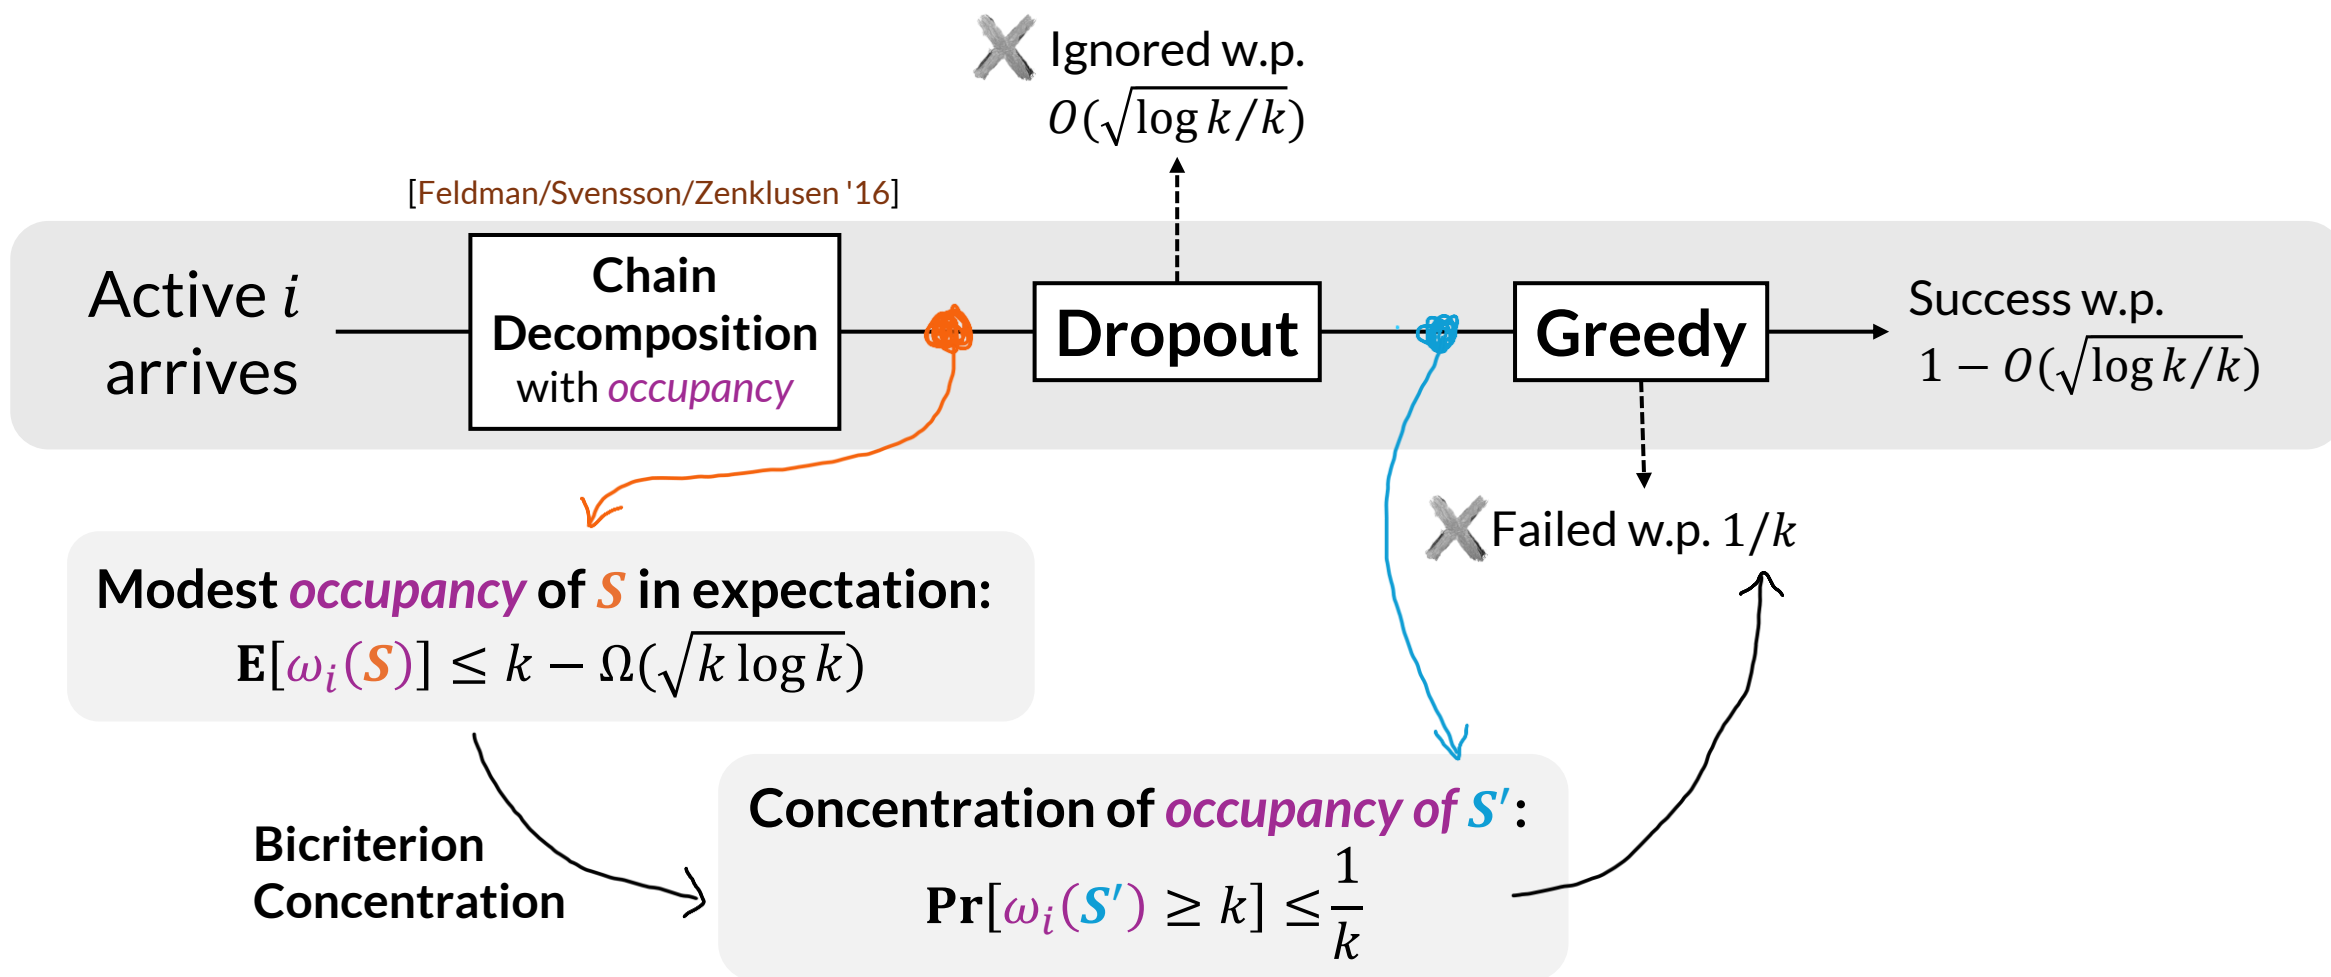 Ignored w.p.
O(√(log k/k))
[Feldman/Svensson/Zenklusen '16]
Active i
arrives
Chain
Decomposition
with occupancy
Dropout
Greedy
Success w.p.
1 − O(√(log k/k))
Failed w.p. 1/k
Modest occupancy of S in expectation:
E[ω_i(S)] ≤ k − Ω(√(k log k))
Bicriterion
Concentration
Concentration of occupancy of S′:
Pr[ω_i(S′) ≥ k] ≤ 1/k